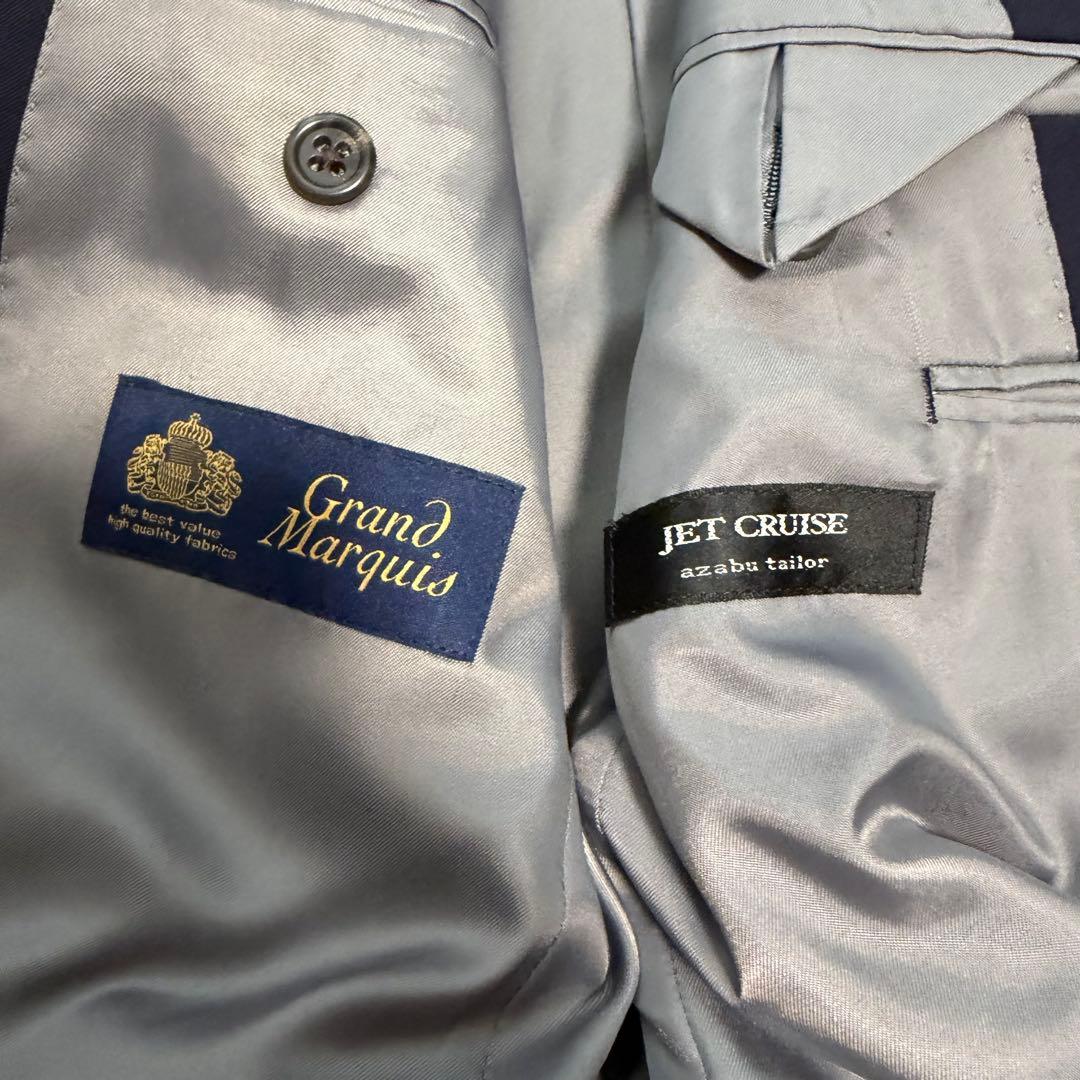 the best value
high quality fabrics
Grand
Marquis
JET CRUISE
azabu tailor